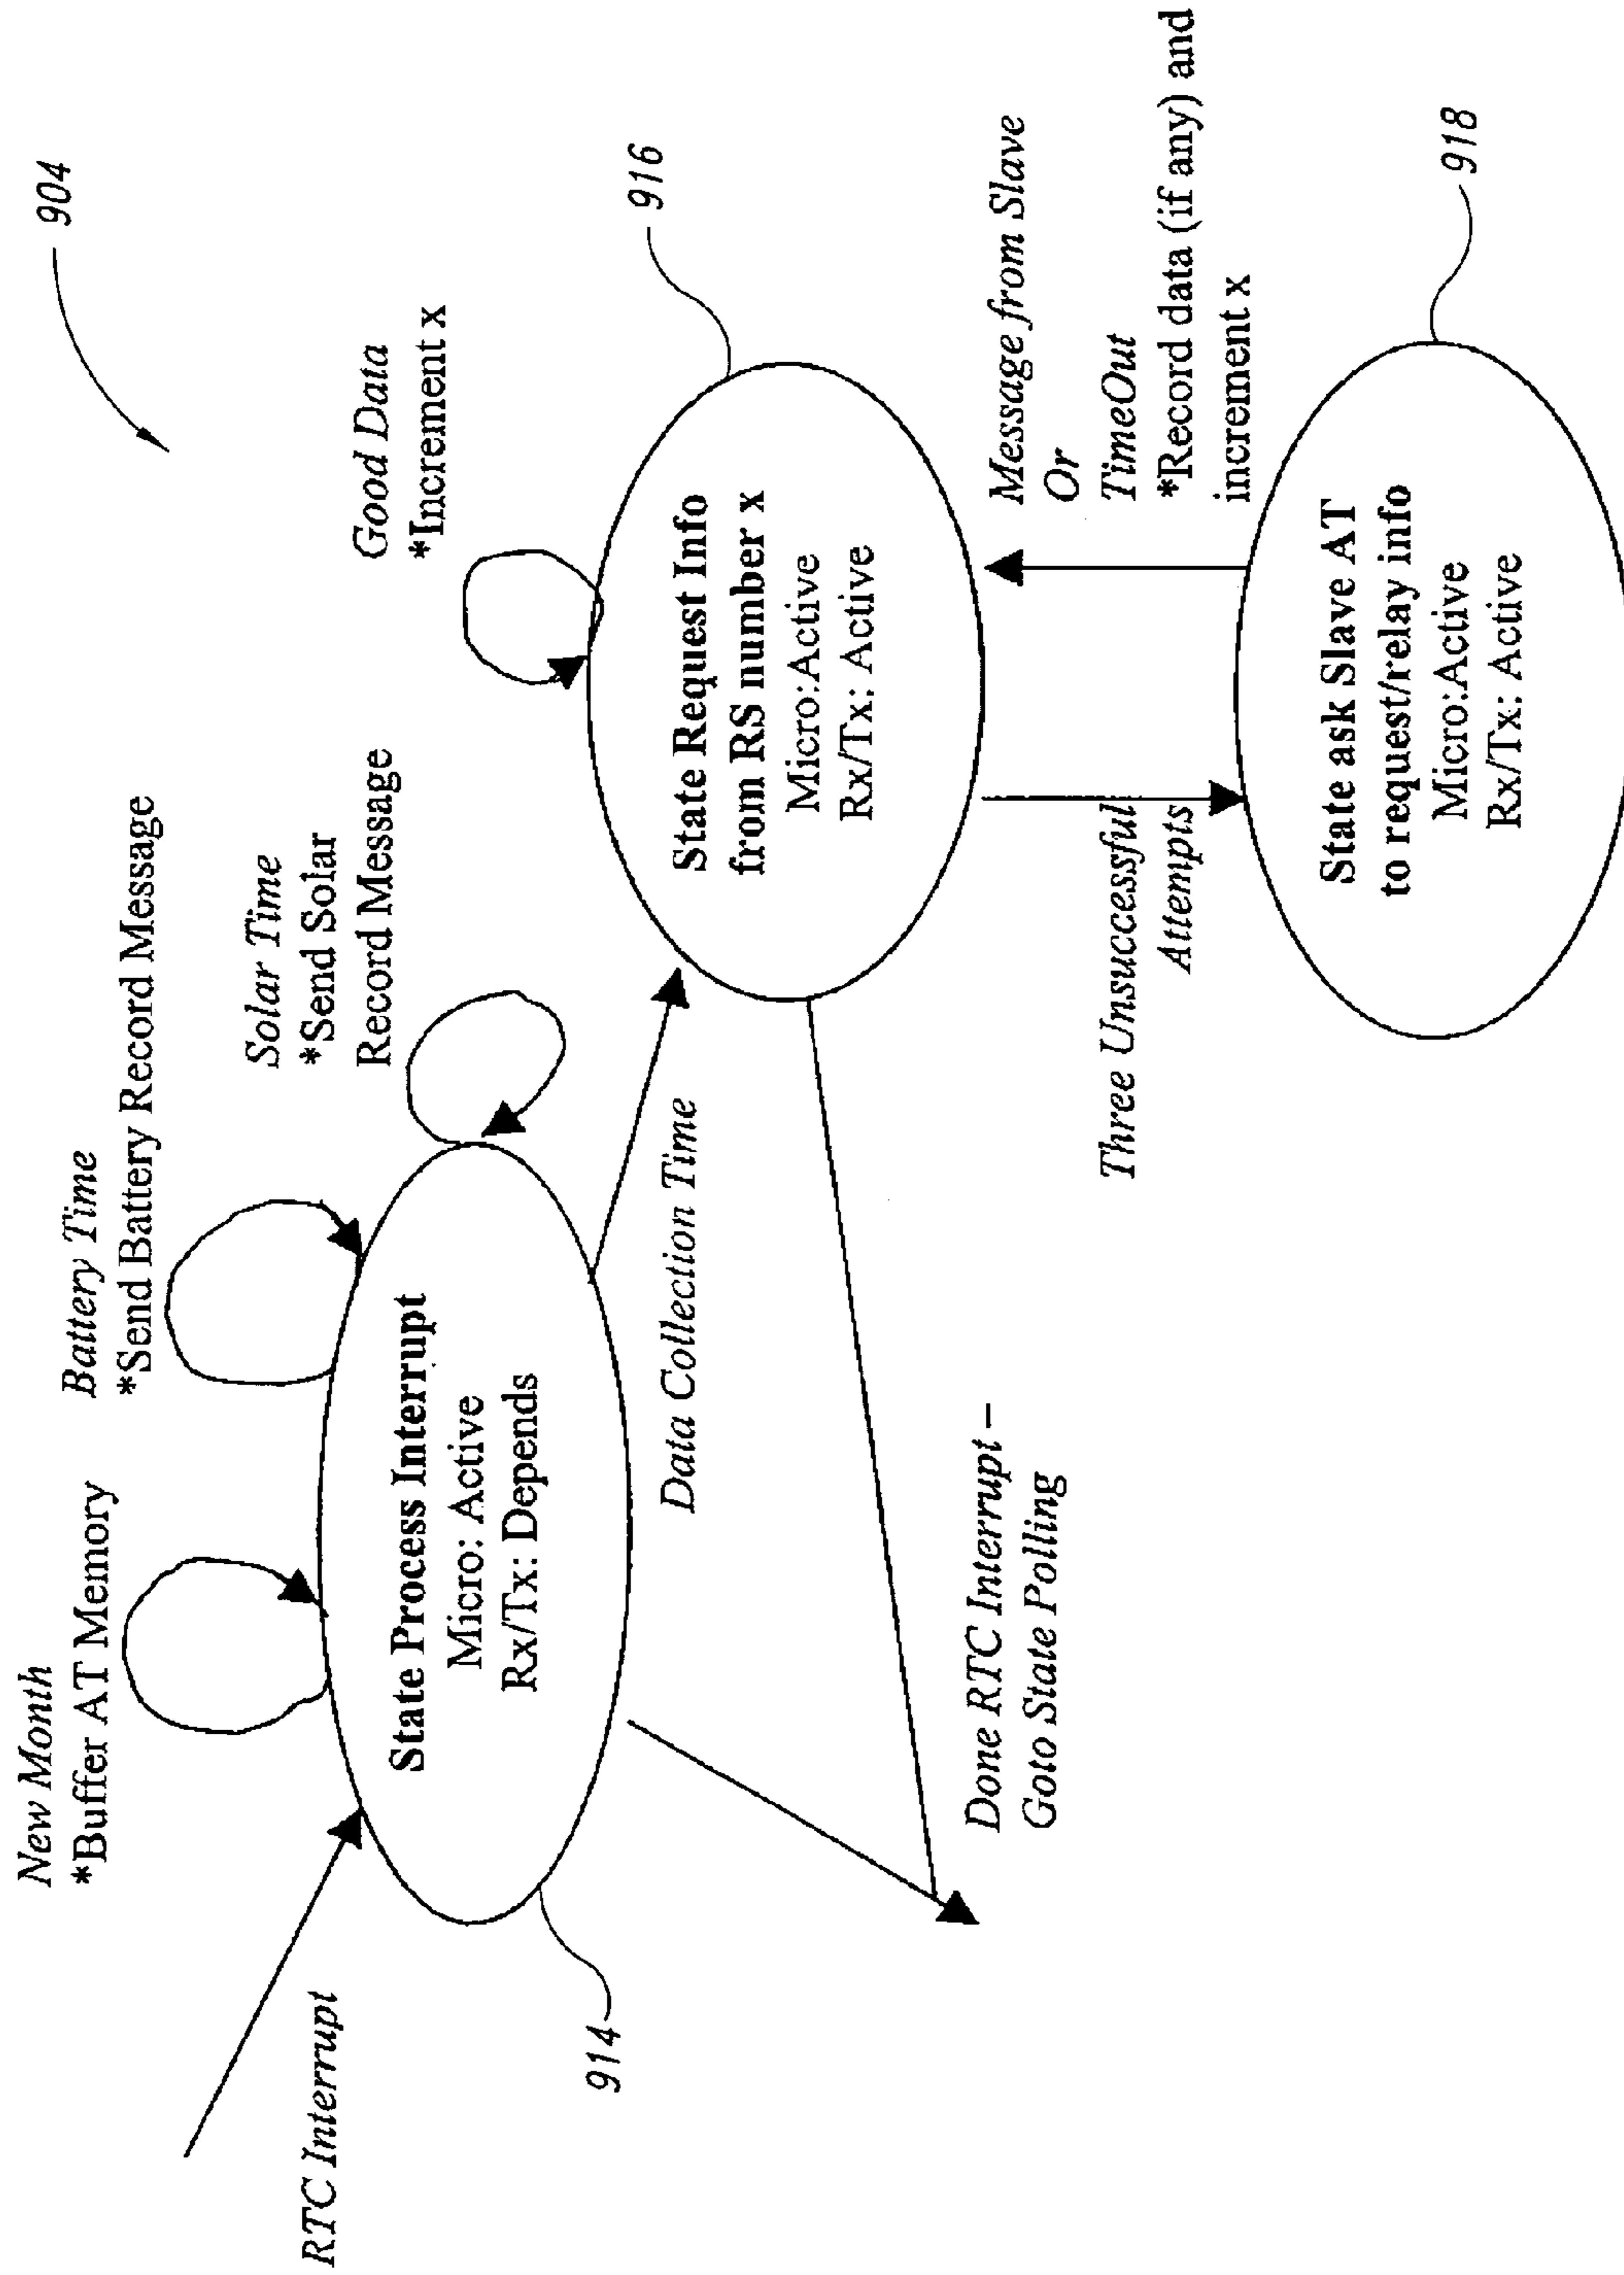 904
New Month
*Buffer AT Memory
Battery Time
*Send Battery Record Message
Solar Time
*Send Solar
Record Message
Good Data
*Increment x
RTC Interrupt
State Process Interrupt
Micro: Active
Rx/Tx: Depends
914
Data Collection Time
916
State Request Info
from RS number x
Micro:Active
Rx/Tx: Active
Done RTC Interrupt –
Goto State Polling
Three Unsuccessful
Attempts
Message from Slave
Or
TimeOut
*Record data (if any) and
increment x
State ask Slave AT
to request/relay info
Micro:Active
Rx/Tx: Active
918